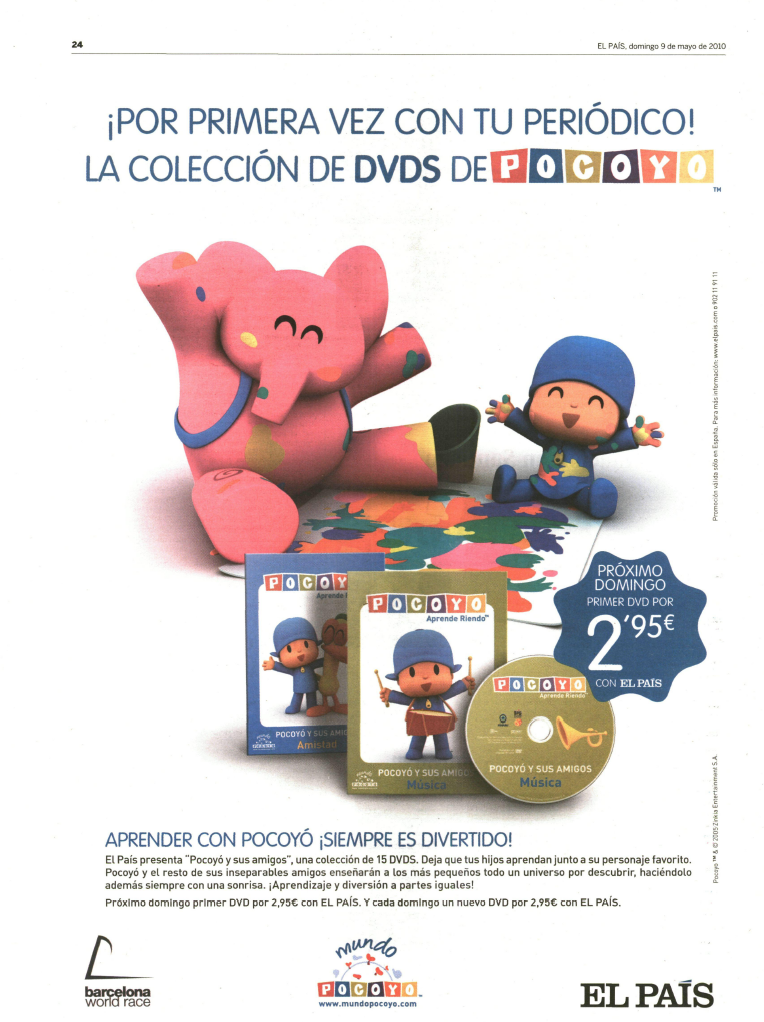 24
EL PAÍS, domingo 9 de mayo de 2010
¡POR PRIMERA VEZ CON TU PERIÓDICO!
LA COLECCIÓN DE DVDS DE POCOYO™
Promoción válida sólo en España. Para más información: www.elpais.com o 902 11 91 11
PRÓXIMO
DOMINGO
PRIMER DVD POR
2'95€
CON EL PAÍS
POCOY
Aprende
POCOYÓ Y SUS AMIG
Amistad
POCOYO
Aprende Riendo™
POCOYÓ Y SUS AMIGO
Música
POCOYO
Aprende Riendo
POCOYÓ Y SUS AMIGOS
Música
Pocoyo ™ & © 2005 Zinkia Entertainment S.A.
APRENDER CON POCOYÓ ¡SIEMPRE ES DIVERTIDO!
El País presenta "Pocoyó y sus amigos", una colección de 15 DVDS. Deja que tus hijos aprendan junto a su personaje favorito.
Pocoyó y el resto de sus inseparables amigos enseñarán a los más pequeños todo un universo por descubrir, haciéndolo
además siempre con una sonrisa. ¡Aprendizaje y diversión a partes iguales!
Próximo domingo primer DVD por 2,95€ con EL PAÍS. Y cada domingo un nuevo DVD por 2,95€ con EL PAÍS.
barcelona
world race
mundo
POCOYO™
www.mundopocoyo.com
EL PAÍS